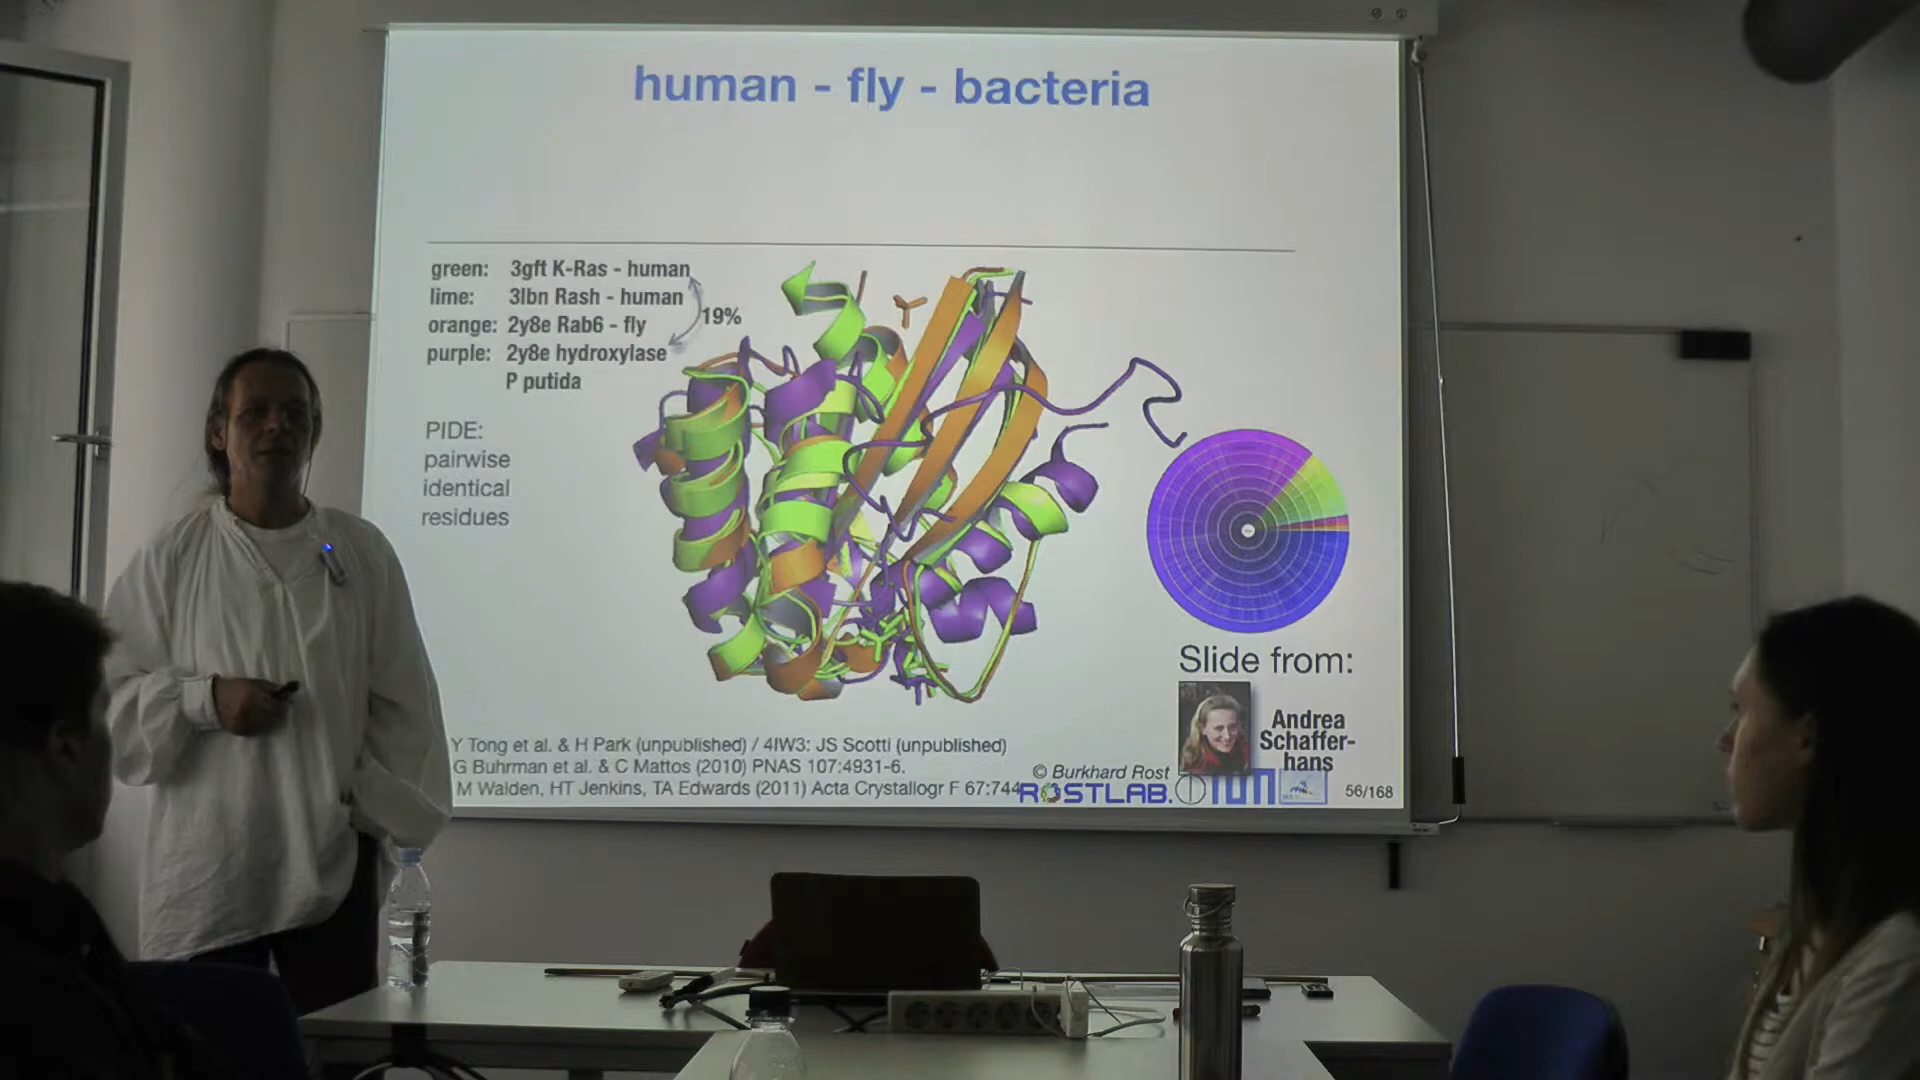 human - fly - bacteria
green: 3gft K-Ras - human
lime: 3lbn Rash - human
orange: 2y8e Rab6 - fly
purple: 2y8e hydroxylase
P putida
19%
PIDE:
pairwise
identical
residues
Slide from:
Andrea
Schaffer-
hans
Y Tong et al. & H Park (unpublished) / 4IW3: JS Scotti (unpublished)
G Buhrman et al. & C Mattos (2010) PNAS 107:4931-6.
M Walden, HT Jenkins, TA Edwards (2011) Acta Crystallogr F 67:744
© Burkhard Rost
ROSTLAB.
TUM
56/168